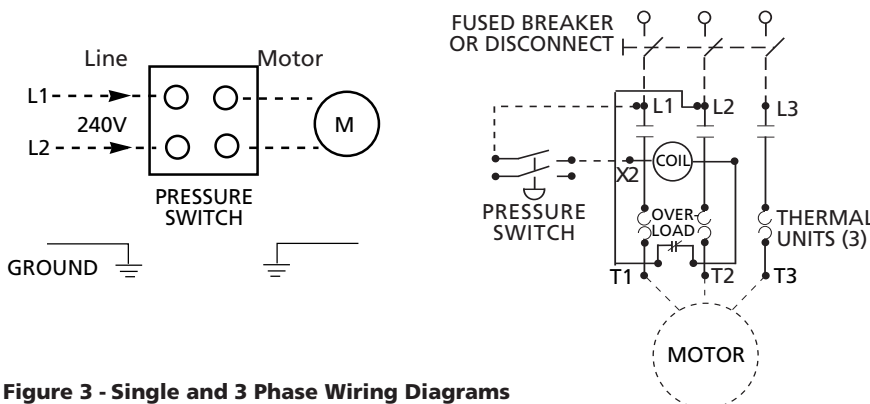 Line Motor
L1
240V
L2
M
PRESSURE
SWITCH
GROUND
FUSED BREAKER
OR DISCONNECT
L1 L2 L3
X2
COIL
PRESSURE
SWITCH
OVER-
LOAD
THERMAL
UNITS (3)
T1 T2 T3
MOTOR
Figure 3 - Single and 3 Phase Wiring Diagrams